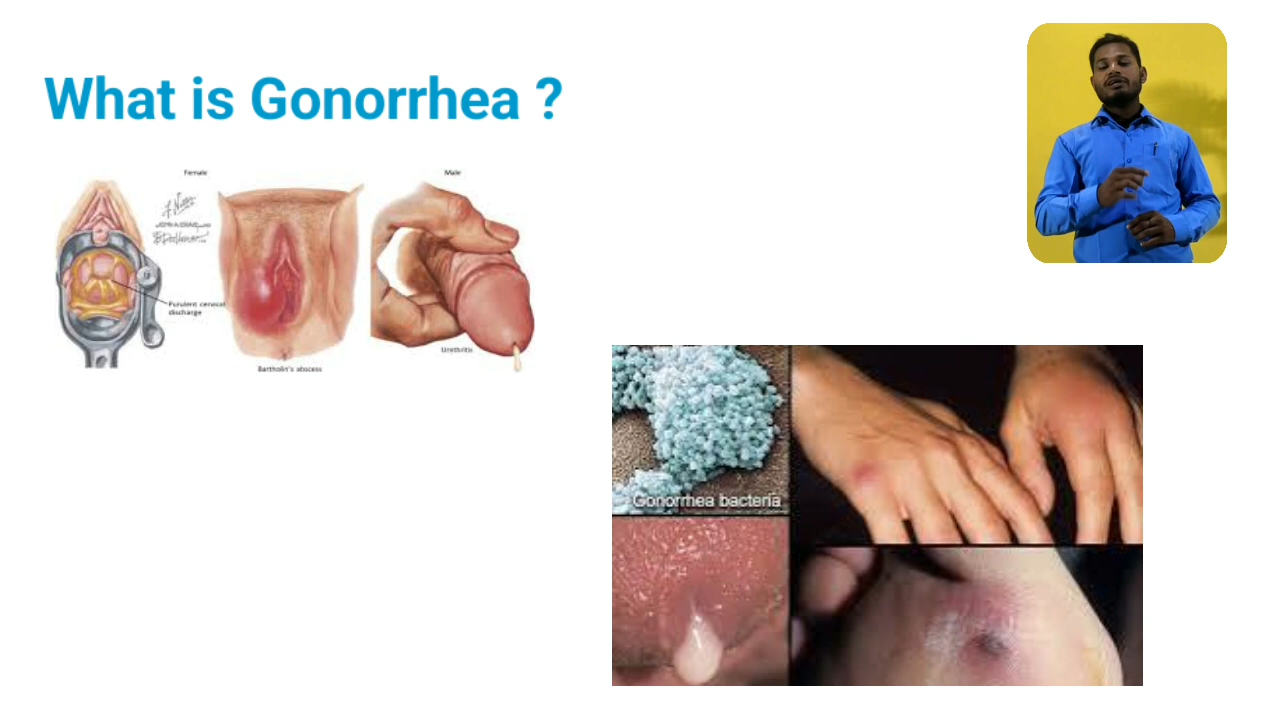 What is Gonorrhea ?
Female
Male
Purulent cervical
discharge
Urethritis
Bartholin's abscess
Gonorrhea bacteria